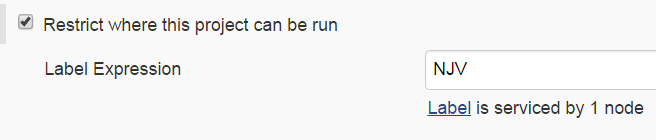 Restrict where this project can be run
Label Expression
NJV
Label is serviced by 1 node